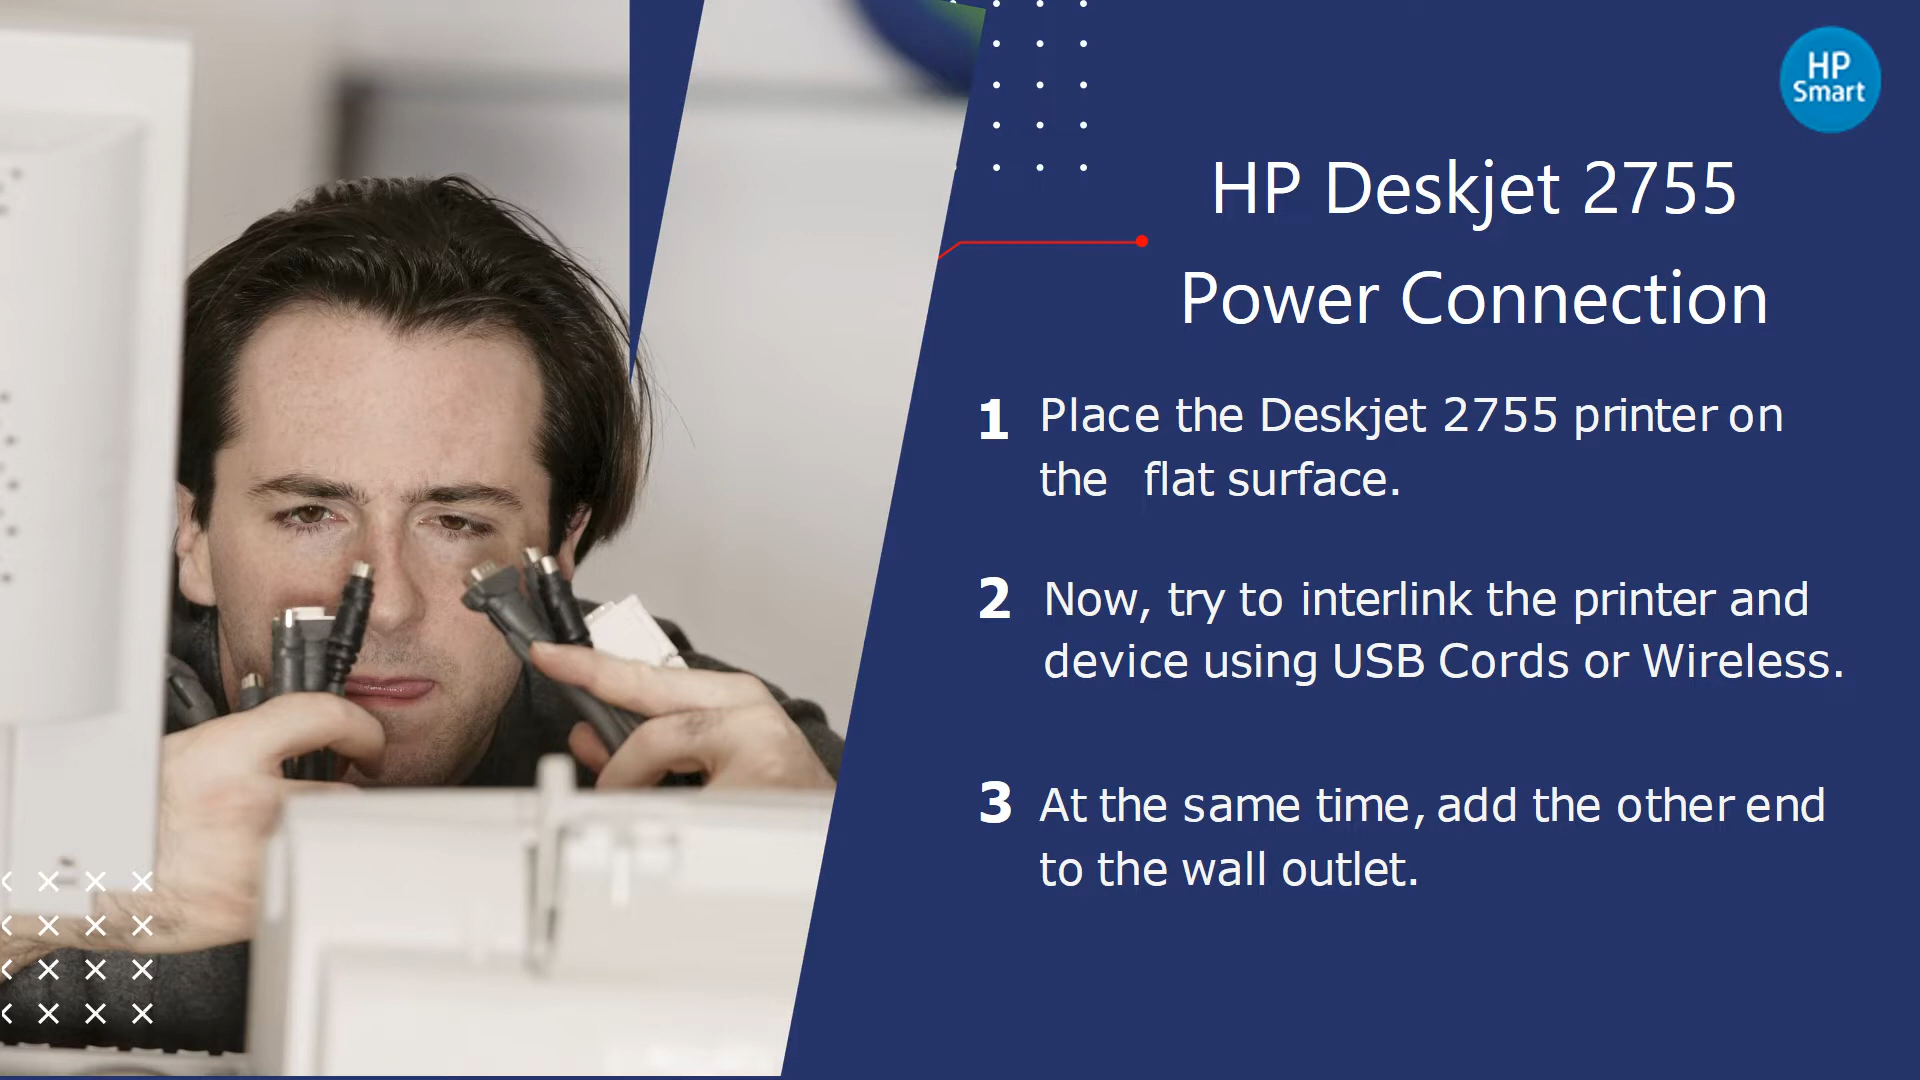 HP
Smart
HP Deskjet 2755
Power Connection
1 Place the Deskjet 2755 printer on
the flat surface.
2 Now, try to interlink the printer and
device using USB Cords or Wireless.
3 At the same time, add the other end
to the wall outlet.